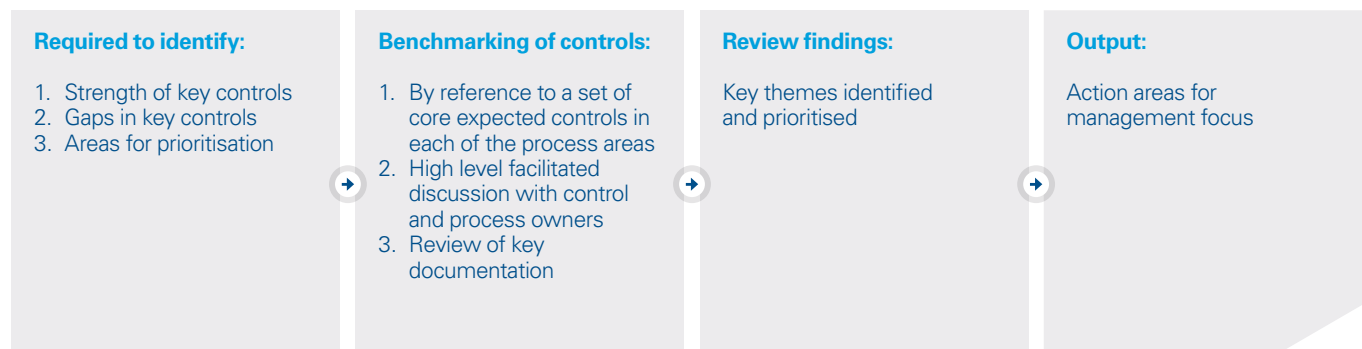 Required to identify:
1. Strength of key controls
2. Gaps in key controls
3. Areas for prioritisation
Benchmarking of controls:
1. By reference to a set of
core expected controls in
each of the process areas
2. High level facilitated
discussion with control
and process owners
3. Review of key
documentation
Review findings:
Key themes identified
and prioritised
Output:
Action areas for
management focus